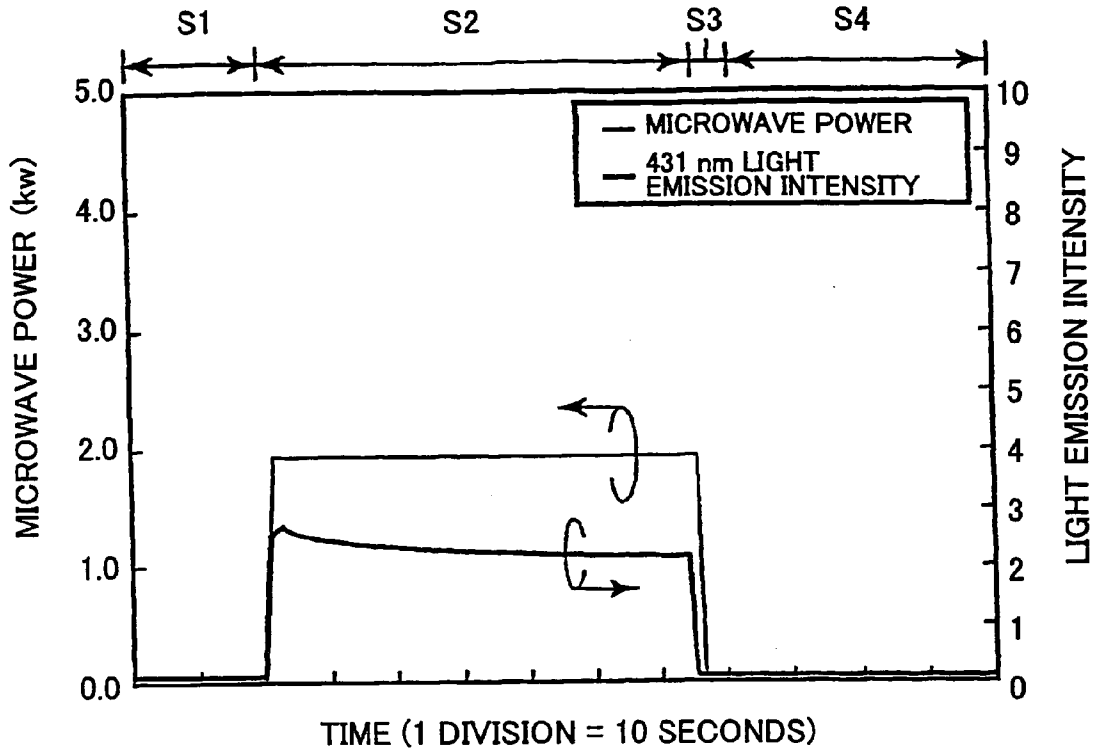 S1 S2 S3 S4
5.0
4.0
3.0
2.0
1.0
0.0
MICROWAVE POWER (kw)
MICROWAVE POWER
431 nm LIGHT
EMISSION INTENSITY
10
9
8
7
6
5
4
3
2
1
0
LIGHT EMISSION INTENSITY
TIME (1 DIVISION = 10 SECONDS)